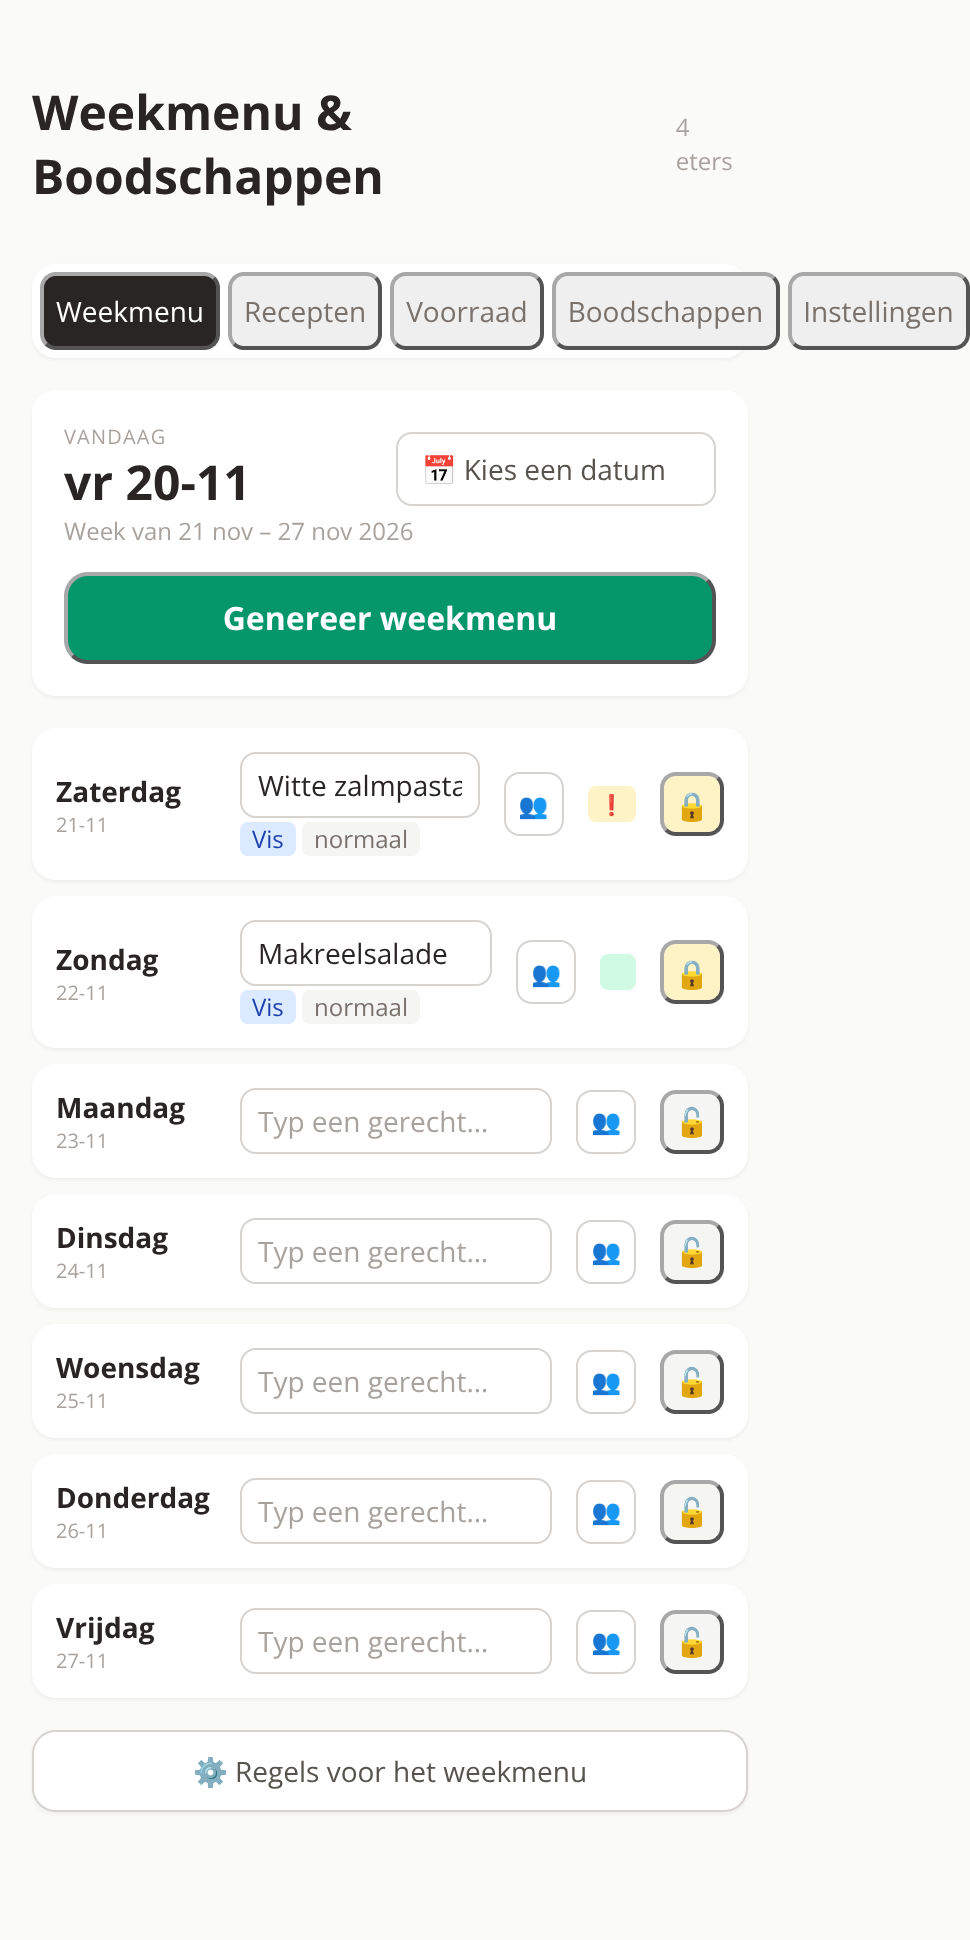 Weekmenu &
Boodschappen
4
eters
Weekmenu Recepten Voorraad Boodschappen Instellingen
VANDAAG
vr 20-11
📅 Kies een datum
Week van 21 nov – 27 nov 2026
Genereer weekmenu
Zaterdag
21-11
Witte zalmpasta
Vis normaal
Zondag
22-11
Makreelsalade
Vis normaal
Maandag
23-11
Typ een gerecht...
Dinsdag
24-11
Typ een gerecht...
Woensdag
25-11
Typ een gerecht...
Donderdag
26-11
Typ een gerecht...
Vrijdag
27-11
Typ een gerecht...
⚙️ Regels voor het weekmenu